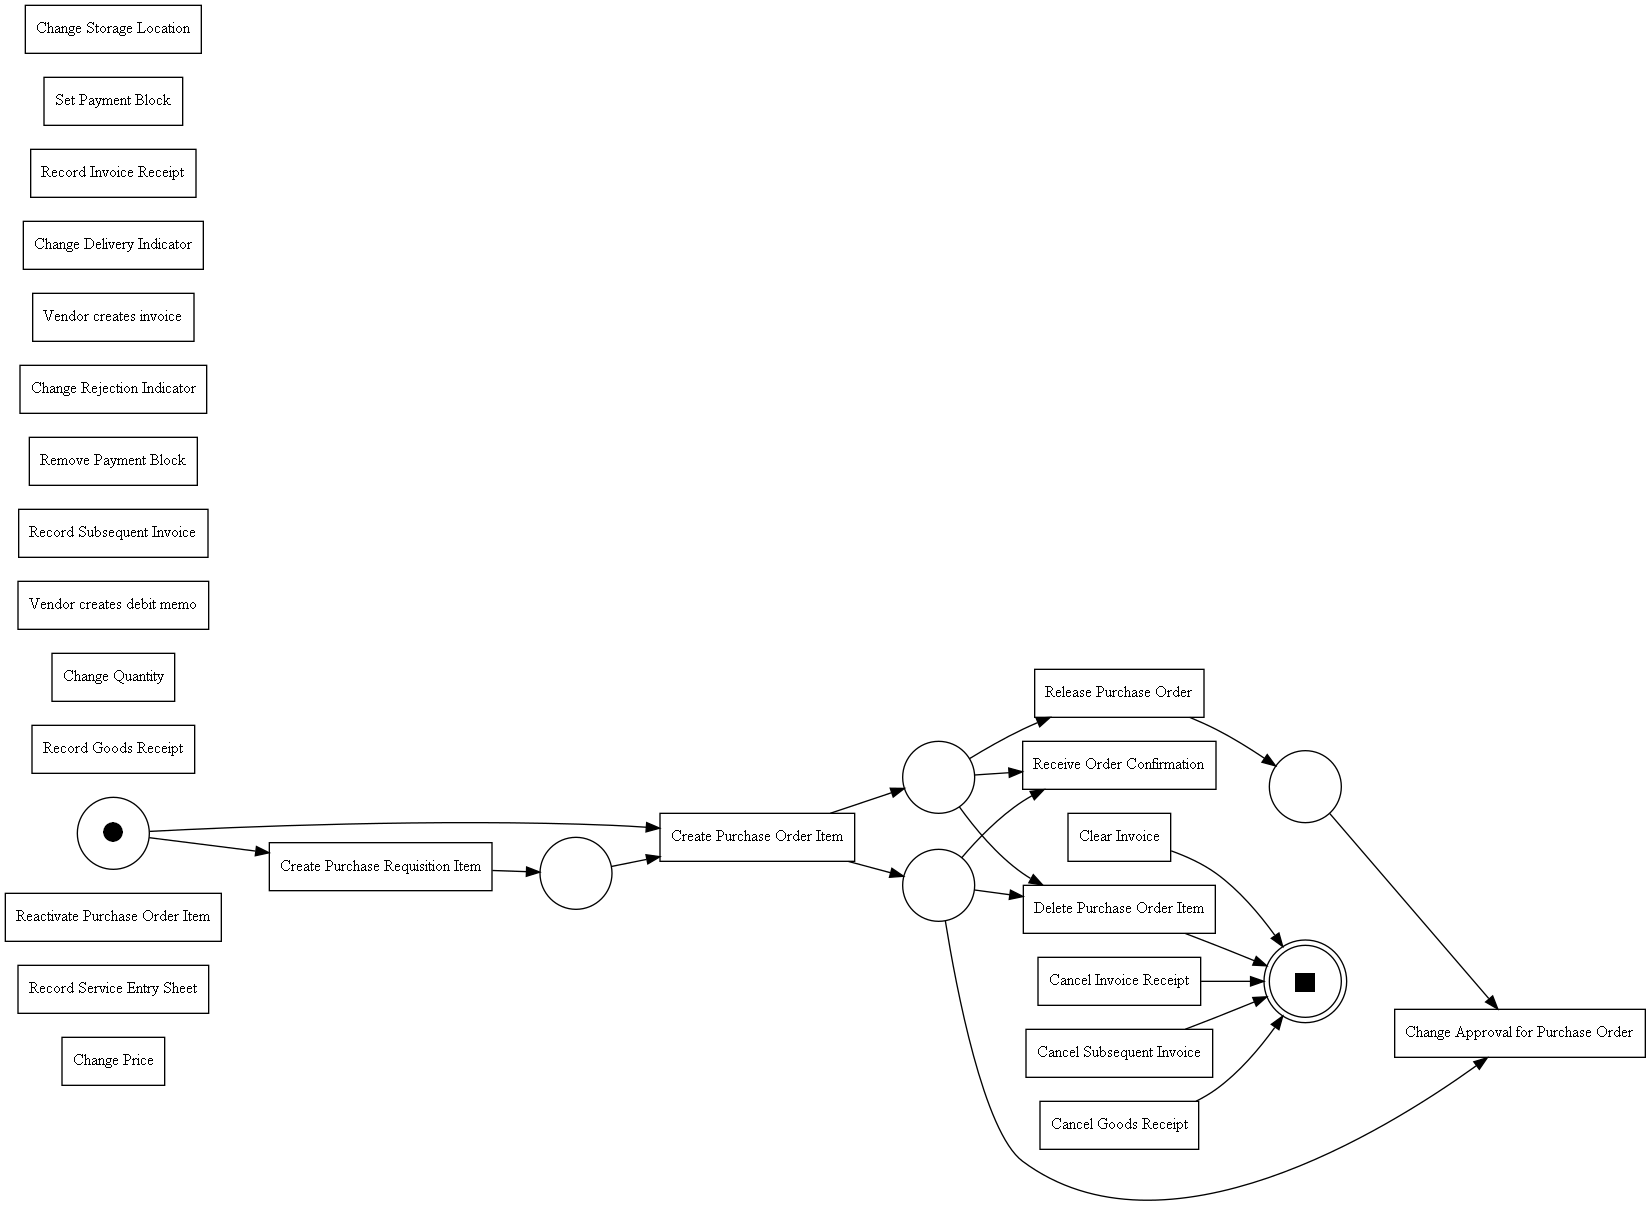 Change Storage Location
Set Payment Block
Record Invoice Receipt
Change Delivery Indicator
Vendor creates invoice
Change Rejection Indicator
Remove Payment Block
Record Subsequent Invoice
Vendor creates debit memo
Change Quantity
Record Goods Receipt
Reactivate Purchase Order Item
Record Service Entry Sheet
Change Price
Create Purchase Requisition Item
Create Purchase Order Item
Release Purchase Order
Receive Order Confirmation
Clear Invoice
Delete Purchase Order Item
Cancel Invoice Receipt
Cancel Subsequent Invoice
Cancel Goods Receipt
Change Approval for Purchase Order